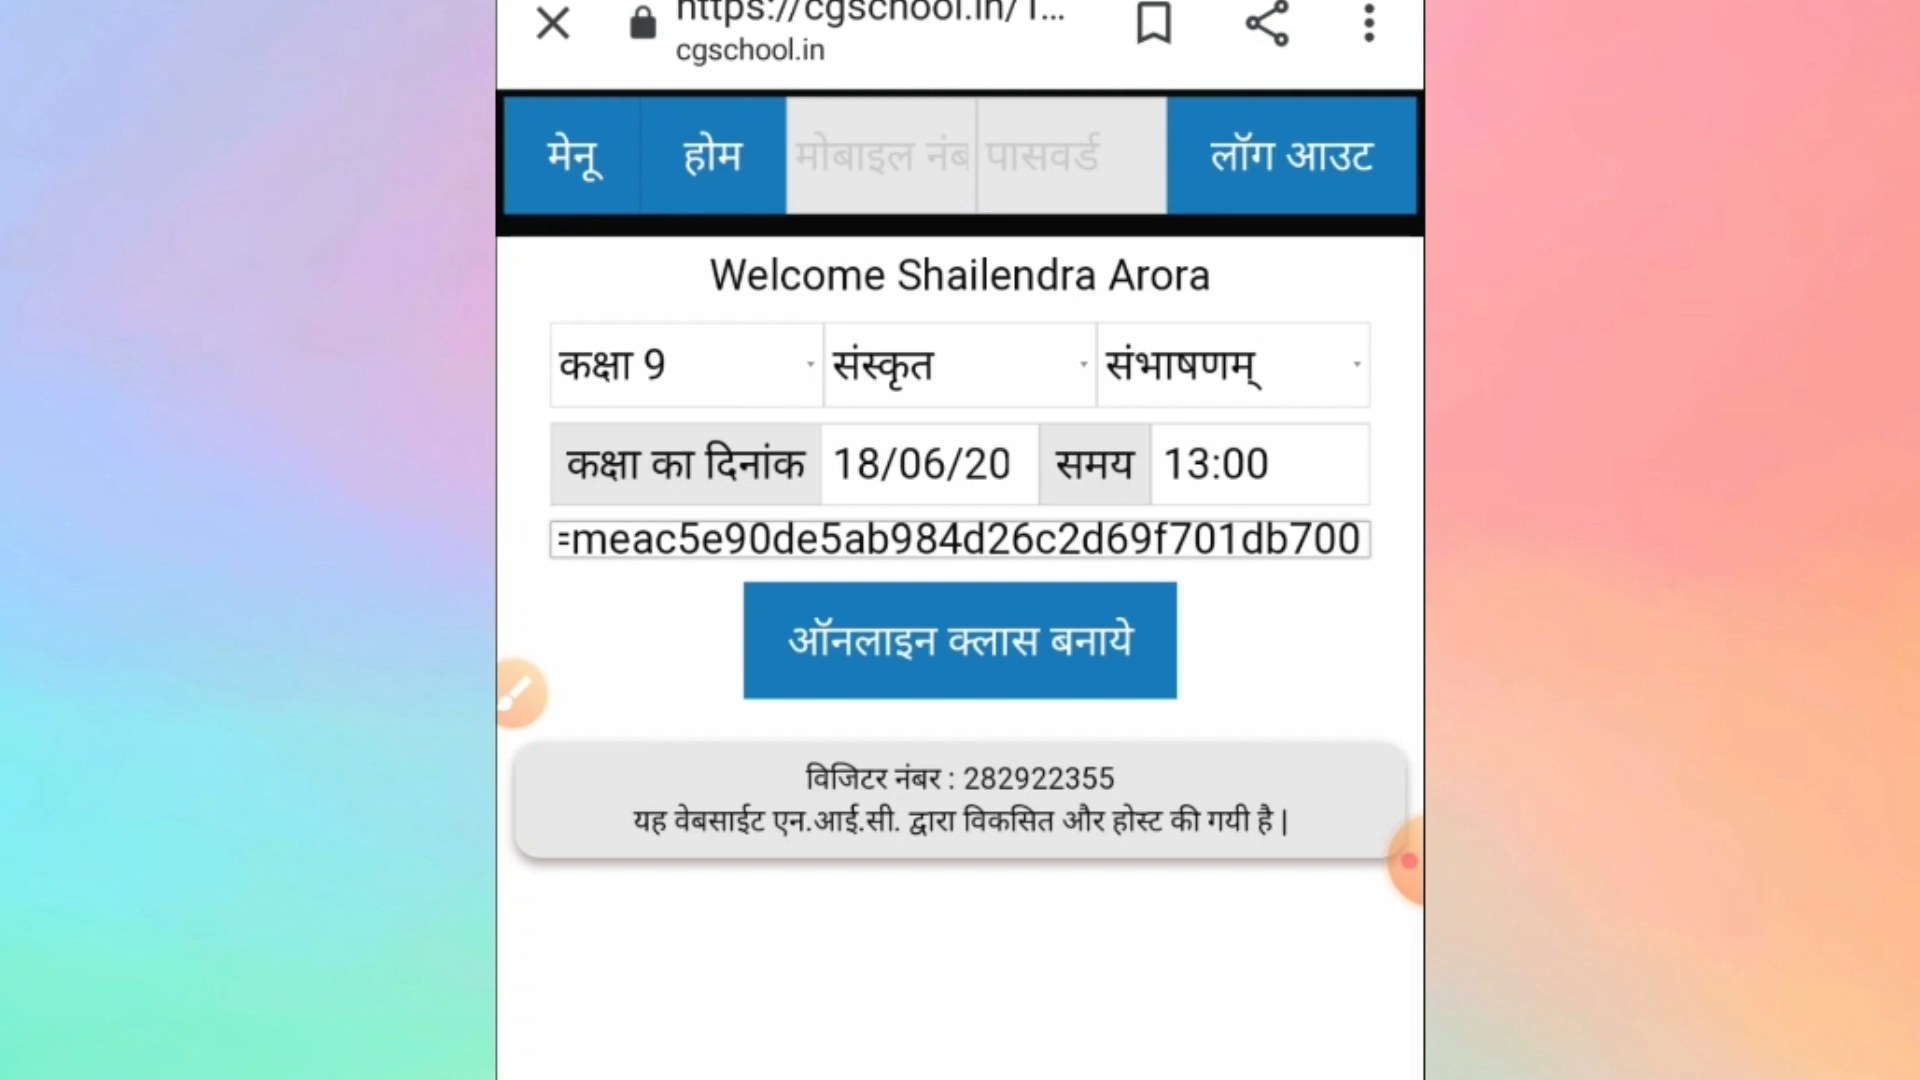 https://cgschool.in/1...
cgschool.in
मेनू होम मोबाइल नंब पासवर्ड लॉग आउट
Welcome Shailendra Arora
कक्षा 9 संस्कृत संभाषणम्
कक्षा का दिनांक 18/06/20 समय 13:00
=meac5e90de5ab984d26c2d69f701db700
ऑनलाइन क्लास बनाये
विजिटर नंबर : 282922355
यह वेबसाईट एन.आई.सी. द्वारा विकसित और होस्ट की गयी है |